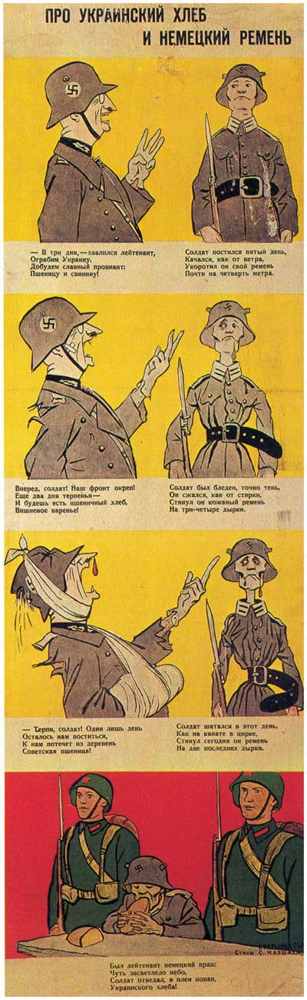 ПРО УКРАИНСКИЙ ХЛЕБ
И НЕМЕЦКИЙ РЕМЕНЬ
— В три дня,—хвалился лейтенант,
Ограбим Украину.
Добудем славный провиант:
Пшеницу и свинину!
Солдат постился пятый день,
Качался, как от ветра,
Укоротил он свой ремень
Почти на четверть метра.
Вперед, солдат! Наш фронт окреп!
Еще два дня терпенья—
И будешь есть пшеничный хлеб,
Вишневое варенье!
Солдат был бледен, точно тень,
Он сжался, как от стирки,
Стянул он кожаный ремень
На три-четыре дырки.
— Терпи, солдат! Один лишь день
Осталось нам поститься,
К нам потечет из деревень
Советская пшеница!
Солдат шатался в этот день,
Как на канате в цирке,
Стянул сегодня он ремень
На две последних дырки.
КУКРЫНИКСЫ
Стихи С. МАРШАКА
Был лейтенант немецкий прав:
Чуть засветлело небо,
Солдат отведал, в плен попав,
Украинского хлеба!